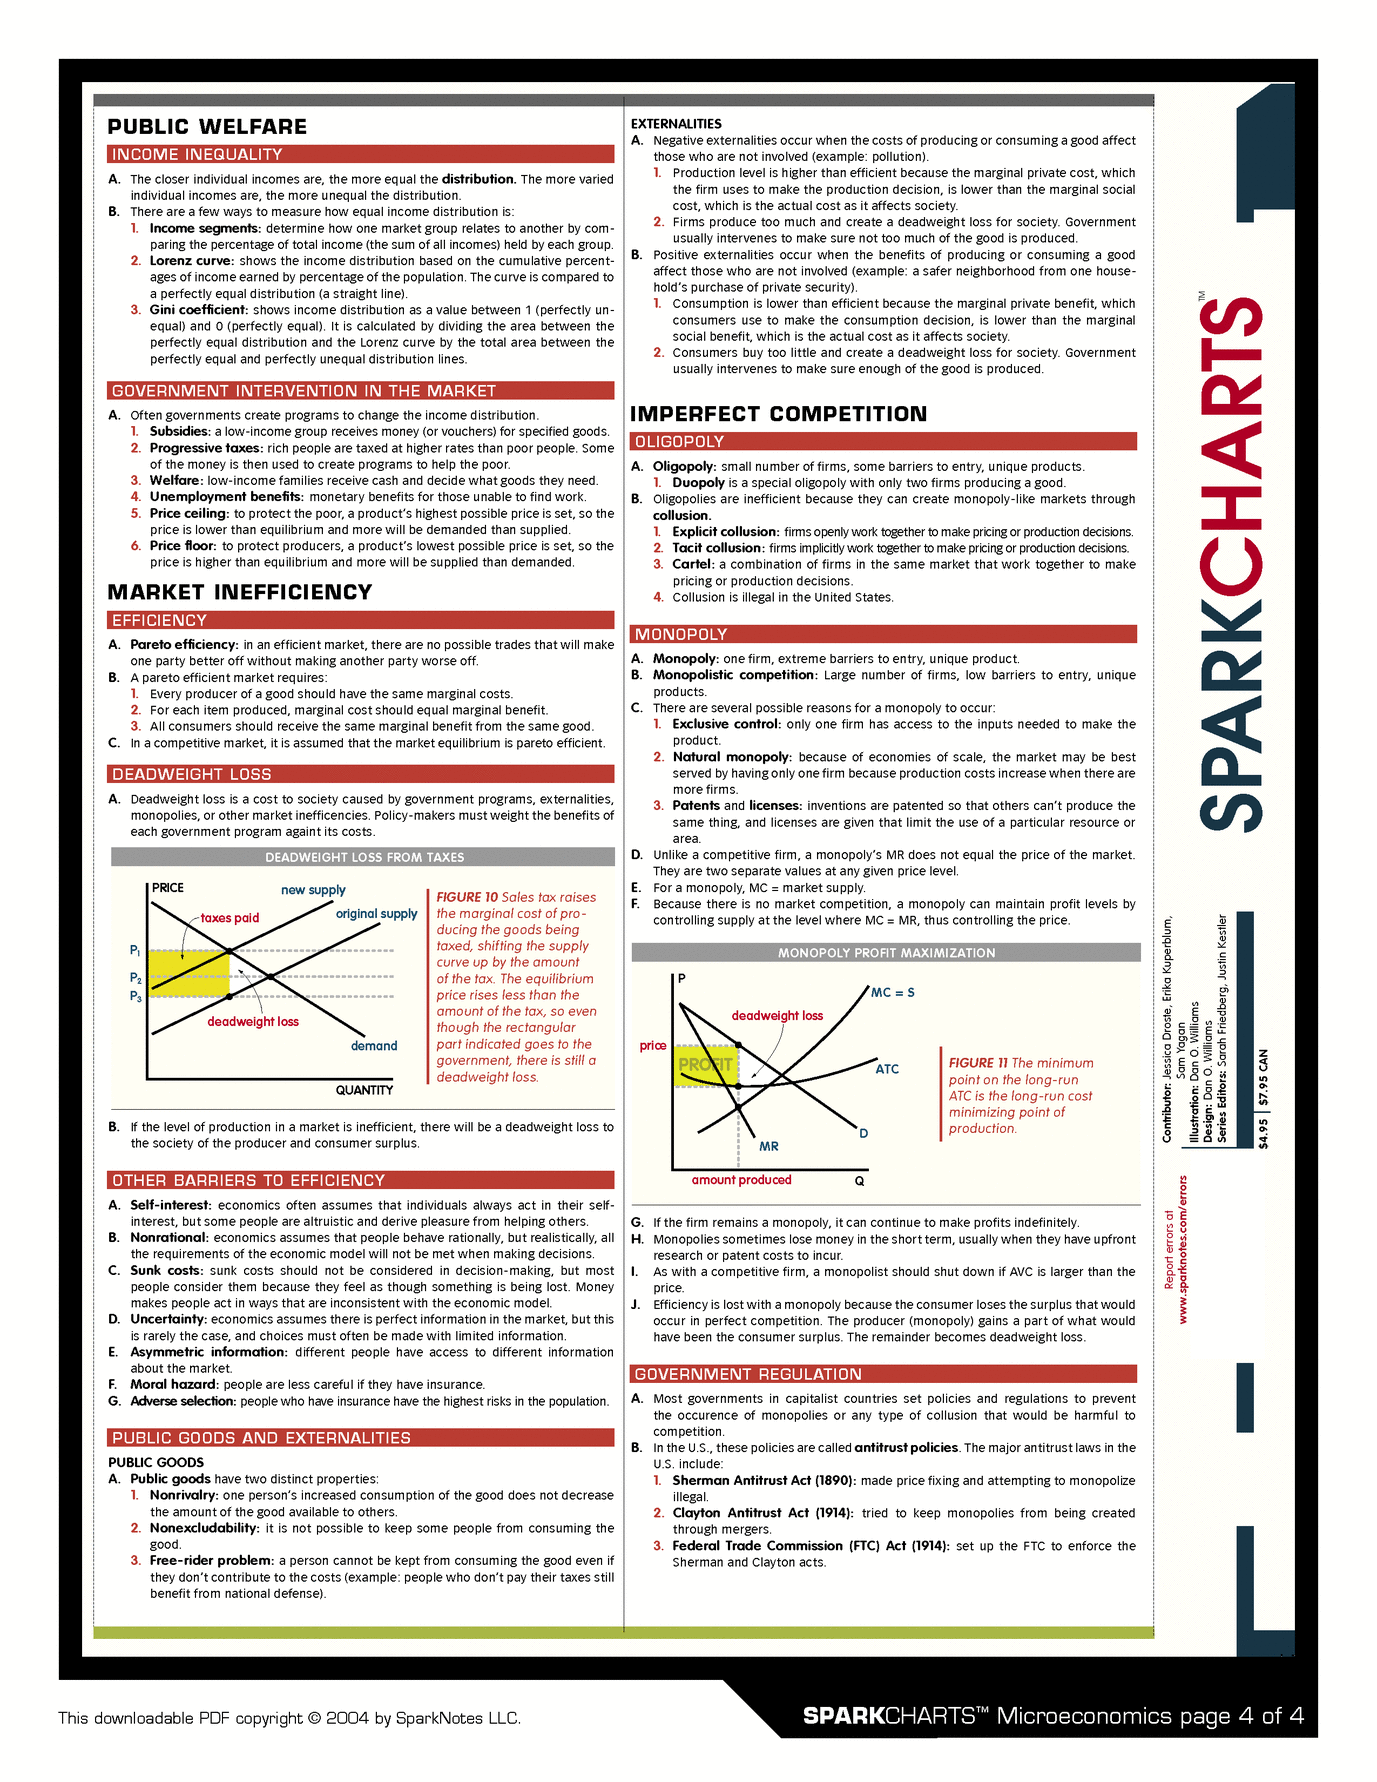 PUBLIC WELFARE
INCOME INEQUALITY
A. The closer individual incomes are, the more equal the distribution. The more varied
individual incomes are, the more unequal the distribution.
B. There are a few ways to measure how equal income distribution is:
1. Income segments: determine how one market group relates to another by com-
paring the percentage of total income (the sum of all incomes) held by each group.
2. Lorenz curve: shows the income distribution based on the cumulative percent-
ages of income earned by percentage of the population. The curve is compared to
a perfectly equal distribution (a straight line).
3. Gini coefficient: shows income distribution as a value between 1 (perfectly un-
equal) and 0 (perfectly equal). It is calculated by dividing the area between the
perfectly equal distribution and the Lorenz curve by the total area between the
perfectly equal and perfectly unequal distribution lines.
GOVERNMENT INTERVENTION IN THE MARKET
A. Often governments create programs to change the income distribution.
1. Subsidies: a low-income group receives money (or vouchers) for specified goods.
2. Progressive taxes: rich people are taxed at higher rates than poor people. Some
of the money is then used to create programs to help the poor.
3. Welfare: low-income families receive cash and decide what goods they need.
4. Unemployment benefits: monetary benefits for those unable to find work.
5. Price ceiling: to protect the poor, a product's highest possible price is set, so the
price is lower than equilibrium and more will be demanded than supplied.
6. Price floor: to protect producers, a product's lowest possible price is set, so the
price is higher than equilibrium and more will be supplied than demanded.
MARKET INEFFICIENCY
EFFICIENCY
A. Pareto efficiency: in an efficient market, there are no possible trades that will make
one party better off without making another party worse off.
B. A pareto efficient market requires:
1. Every producer of a good should have the same marginal costs.
2. For each item produced, marginal cost should equal marginal benefit.
3. All consumers should receive the same marginal benefit from the same good.
C. In a competitive market, it is assumed that the market equilibrium is pareto efficient.
DEADWEIGHT LOSS
A. Deadweight loss is a cost to society caused by government programs, externalities,
monopolies, or other market inefficencies. Policy-makers must weight the benefits of
each government program againt its costs.
DEADWEIGHT LOSS FROM TAXES
PRICE
new supply
taxes paid
original supply
P1
P2
P3
deadweight loss
demand
QUANTITY
FIGURE 10 Sales tax raises
the marginal cost of pro-
ducing the goods being
taxed, shifting the supply
curve up by the amount
of the tax. The equilibrium
price rises less than the
amount of the tax, so even
though the rectangular
part indicated goes to the
government, there is still a
deadweight loss.
B. If the level of production in a market is inefficient, there will be a deadweight loss to
the society of the producer and consumer surplus.
OTHER BARRIERS TO EFFICIENCY
A. Self-interest: economics often assumes that individuals always act in their self-
interest, but some people are altruistic and derive pleasure from helping others.
B. Nonrational: economics assumes that people behave rationally, but realistically, all
the requirements of the economic model will not be met when making decisions.
C. Sunk costs: sunk costs should not be considered in decision-making, but most
people consider them because they feel as though something is being lost. Money
makes people act in ways that are inconsistent with the economic model.
D. Uncertainty: economics assumes there is perfect information in the market, but this
is rarely the case, and choices must often be made with limited information.
E. Asymmetric information: different people have access to different information
about the market.
F. Moral hazard: people are less careful if they have insurance.
G. Adverse selection: people who have insurance have the highest risks in the population.
PUBLIC GOODS AND EXTERNALITIES
PUBLIC GOODS
A. Public goods have two distinct properties:
1. Nonrivalry: one person's increased consumption of the good does not decrease
the amount of the good available to others.
2. Nonexcludability: it is not possible to keep some people from consuming the
good.
3. Free-rider problem: a person cannot be kept from consuming the good even if
they don't contribute to the costs (example: people who don't pay their taxes still
benefit from national defense).
EXTERNALITIES
A. Negative externalities occur when the costs of producing or consuming a good affect
those who are not involved (example: pollution).
1. Production level is higher than efficient because the marginal private cost, which
the firm uses to make the production decision, is lower than the marginal social
cost, which is the actual cost as it affects society.
2. Firms produce too much and create a deadweight loss for society. Government
usually intervenes to make sure not too much of the good is produced.
B. Positive externalities occur when the benefits of producing or consuming a good
affect those who are not involved (example: a safer neighborhood from one house-
hold's purchase of private security).
1. Consumption is lower than efficient because the marginal private benefit, which
consumers use to make the consumption decision, is lower than the marginal
social benefit, which is the actual cost as it affects society.
2. Consumers buy too little and create a deadweight loss for society. Government
usually intervenes to make sure enough of the good is produced.
IMPERFECT COMPETITION
OLIGOPOLY
A. Oligopoly: small number of firms, some barriers to entry, unique products.
1. Duopoly is a special oligopoly with only two firms producing a good.
B. Oligopolies are inefficient because they can create monopoly-like markets through
collusion.
1. Explicit collusion: firms openly work together to make pricing or production decisions.
2. Tacit collusion: firms implicitly work together to make pricing or production decisions.
3. Cartel: a combination of firms in the same market that work together to make
pricing or production decisions.
4. Collusion is illegal in the United States.
MONOPOLY
A. Monopoly: one firm, extreme barriers to entry, unique product.
B. Monopolistic competition: Large number of firms, low barriers to entry, unique
products.
C. There are several possible reasons for a monopoly to occur:
1. Exclusive control: only one firm has access to the inputs needed to make the
product.
2. Natural monopoly: because of economies of scale, the market may be best
served by having only one firm because production costs increase when there are
more firms.
3. Patents and licenses: inventions are patented so that others can't produce the
same thing, and licenses are given that limit the use of a particular resource or
area.
D. Unlike a competitive firm, a monopoly's MR does not equal the price of the market.
They are two separate values at any given price level.
E. For a monopoly, MC = market supply.
F. Because there is no market competition, a monopoly can maintain profit levels by
controlling supply at the level where MC = MR, thus controlling the price.
MONOPOLY PROFIT MAXIMIZATION
P
MC = S
deadweight loss
price
PROFIT
ATC
D
MR
amount produced
Q
FIGURE 11 The minimum
point on the long-run
ATC is the long-run cost
minimizing point of
production.
G. If the firm remains a monopoly, it can continue to make profits indefinitely.
H. Monopolies sometimes lose money in the short term, usually when they have upfront
research or patent costs to incur.
I. As with a competitive firm, a monopolist should shut down if AVC is larger than the
price.
J. Efficiency is lost with a monopoly because the consumer loses the surplus that would
occur in perfect competition. The producer (monopoly) gains a part of what would
have been the consumer surplus. The remainder becomes deadweight loss.
GOVERNMENT REGULATION
A. Most governments in capitalist countries set policies and regulations to prevent
the occurence of monopolies or any type of collusion that would be harmful to
competition.
B. In the U.S., these policies are called antitrust policies. The major antitrust laws in the
U.S. include:
1. Sherman Antitrust Act (1890): made price fixing and attempting to monopolize
illegal.
2. Clayton Antitrust Act (1914): tried to keep monopolies from being created
through mergers.
3. Federal Trade Commission (FTC) Act (1914): set up the FTC to enforce the
Sherman and Clayton acts.
SPARKCHARTS™
Contributor: Jessica Droste, Erika Kuperblum,
Sam Yagan
Illustration: Dan O. Williams
Design: Dan O. Williams
Series Editors: Sarah Friedberg, Justin Kestler
$4.95 $7.95 CAN
Report errors at
www.sparknotes.com/errors
This downloadable PDF copyright © 2004 by SparkNotes LLC.
SPARKCHARTS™ Microeconomics page 4 of 4